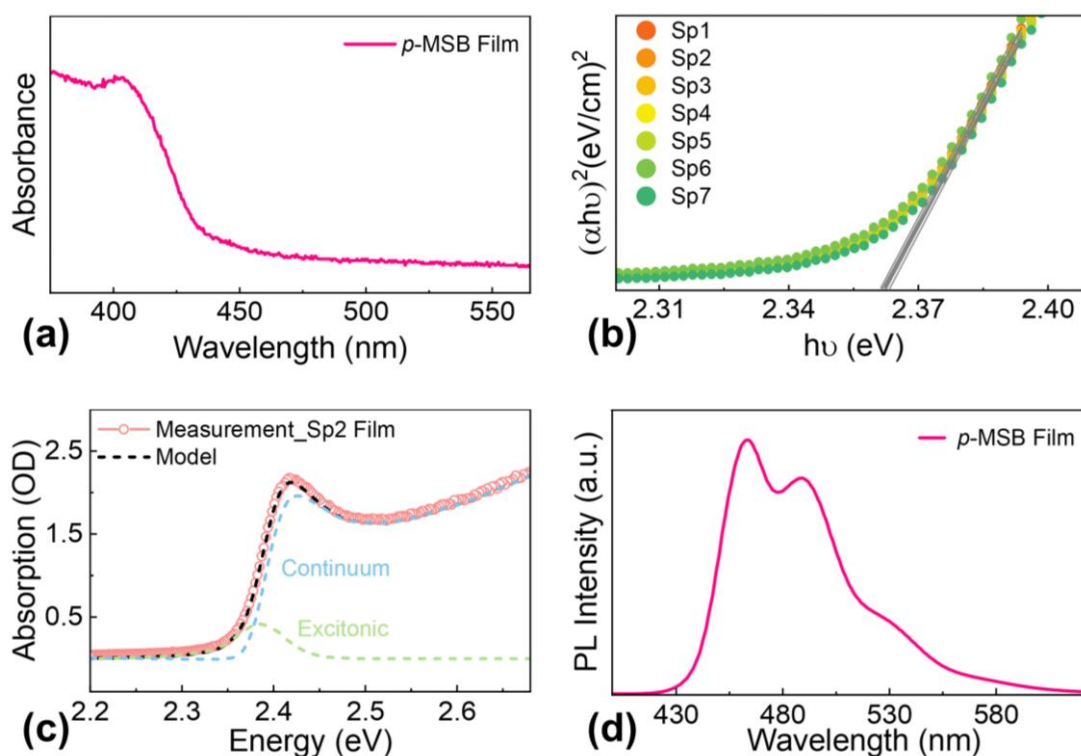 Absorbance
p-MSB Film
400
450
500
550
Wavelength (nm)
(a)
(αhυ)²(eV/cm)²
Sp1
Sp2
Sp3
Sp4
Sp5
Sp6
Sp7
2.31
2.34
2.37
2.40
hυ (eV)
(b)
Absorption (OD)
2.5
1.5
0.5
Measurement_Sp2 Film
Model
Continuum
Excitonic
2.2
2.3
2.4
2.5
2.6
Energy (eV)
(c)
PL Intensity (a.u.)
p-MSB Film
430
480
530
580
Wavelength (nm)
(d)